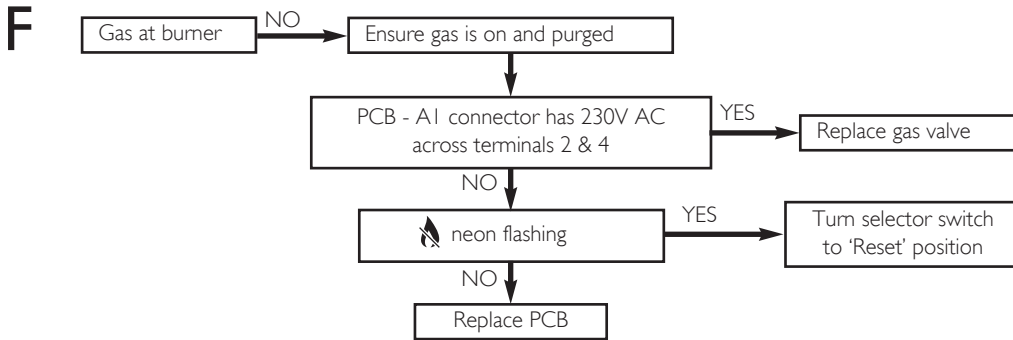 F
Gas at burner
NO
Ensure gas is on and purged
PCB - A1 connector has 230V AC
across terminals 2 & 4
YES
Replace gas valve
NO
neon flashing
YES
Turn selector switch
to ‘Reset’ position
NO
Replace PCB